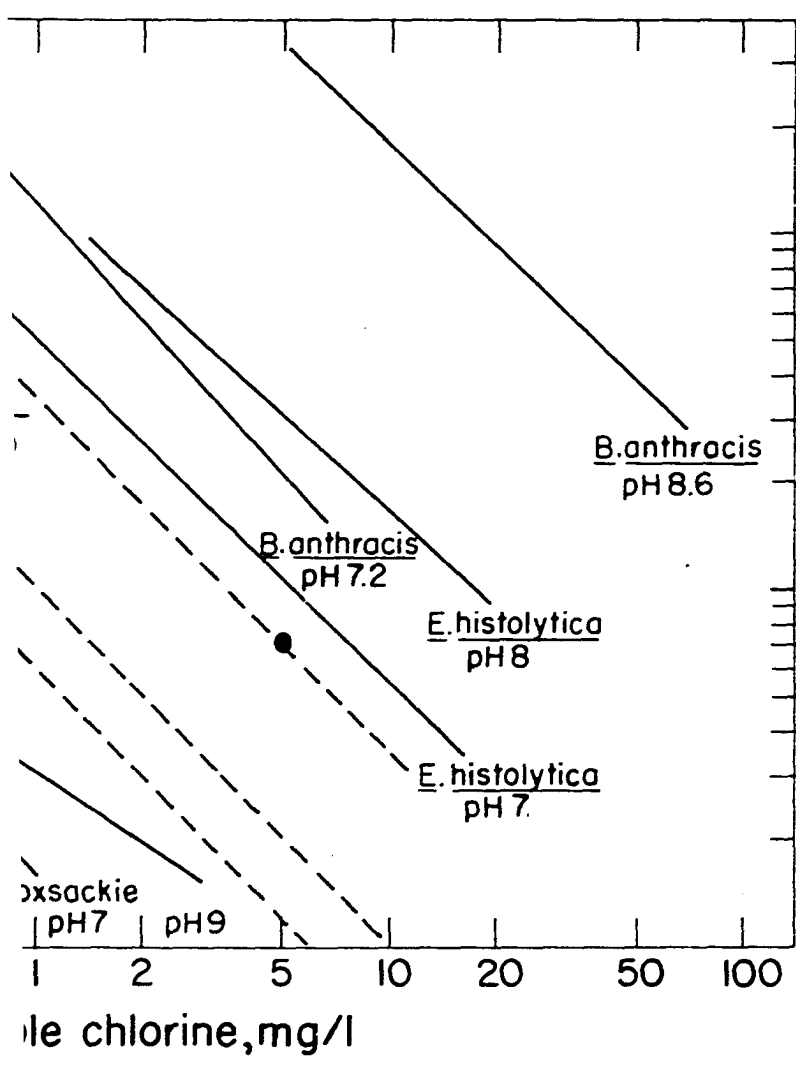 B. anthracis
pH 8.6
B. anthracis
pH 7.2
E. histolytica
pH 8
E. histolytica
pH 7
oxsackie
pH7 pH9
1 2 5 10 20 50 100
le chlorine, mg/l